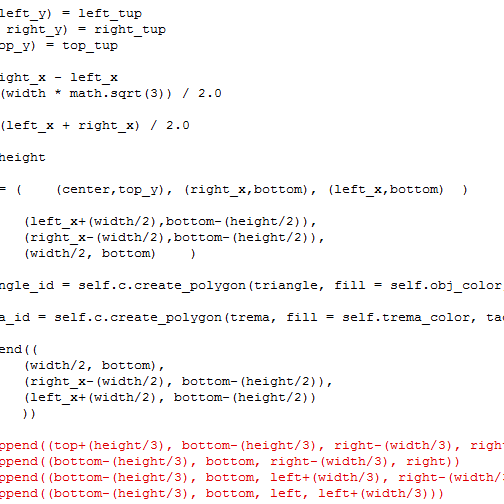 left_y) = left_tup
right_y) = right_tup
op_y) = top_tup
ight_x - left_x
(width * math.sqrt(3)) / 2.0
(left_x + right_x) / 2.0
height
= (    (center,top_y), (right_x,bottom), (left_x,bottom)  )
(left_x+(width/2),bottom-(height/2)),
(right_x-(width/2),bottom-(height/2)),
(width/2, bottom)    )
ngle_id = self.c.create_polygon(triangle, fill = self.obj_color
a_id = self.c.create_polygon(trema, fill = self.trema_color, tag
end((
(width/2, bottom),
(right_x-(width/2), bottom-(height/2)),
(left_x+(width/2), bottom-(height/2))
))
ppend((top+(height/3), bottom-(height/3), right-(width/3), righ
ppend((bottom-(height/3), bottom, right-(width/3), right))
ppend((bottom-(height/3), bottom, left+(width/3), right-(width/
ppend((bottom-(height/3), bottom, left, left+(width/3)))